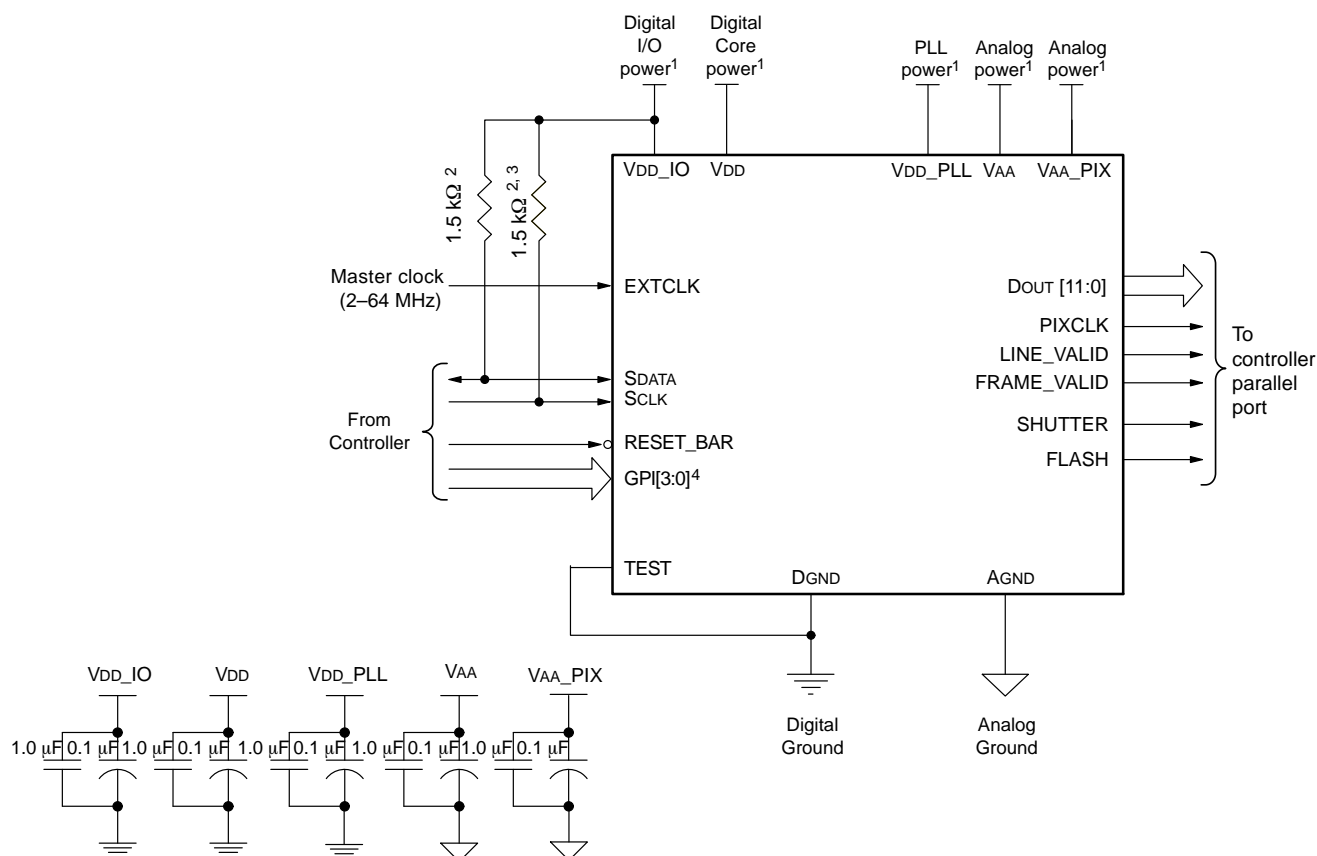 Digital
I/O
power1
Digital
Core
power1
PLL
power1
Analog
power1
Analog
power1
VDD_IO VDD VDD_PLL VAA VAA_PIX
1.5 kΩ 2
1.5 kΩ 2, 3
Master clock
(2–64 MHz)
EXTCLK
SDATA
SCLK
RESET_BAR
GPI[3:0]4
From
Controller
TEST
DOUT [11:0]
PIXCLK
LINE_VALID
FRAME_VALID
SHUTTER
FLASH
To
controller
parallel
port
DGND
AGND
Digital
Ground
Analog
Ground
VDD_IO VDD VDD_PLL VAA VAA_PIX
1.0 µF 0.1 µF 1.0 µF 0.1 µF 1.0 µF 0.1 µF 1.0 µF 0.1 µF 1.0 µF 0.1 µF